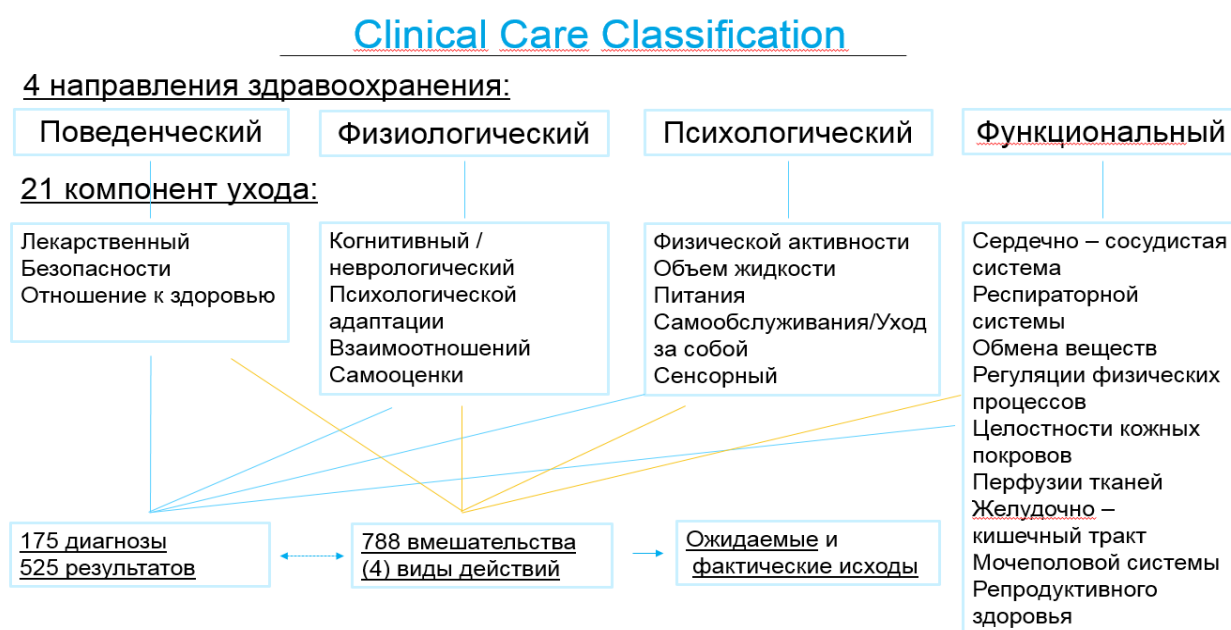 Clinical Care Classification
4 направления здравоохранения:
Поведенческий
Физиологический
Психологический
Функциональный
21 компонент ухода:
Лекарственный
Безопасности
Отношение к здоровью
Когнитивный /
неврологический
Психологической
адаптации
Взаимоотношений
Самооценки
Физической активности
Объем жидкости
Питания
Самообслуживания/Уход
за собой
Сенсорный
Сердечно – сосудистая
система
Респираторной
системы
Обмена веществ
Регуляции физических
процессов
Целостности кожных
покровов
Перфузии тканей
Желудочно –
кишечный тракт
Мочеполовой системы
Репродуктивного
здоровья
175 диагнозы
525 результатов
788 вмешательства
(4) виды действий
Ожидаемые и
фактические исходы